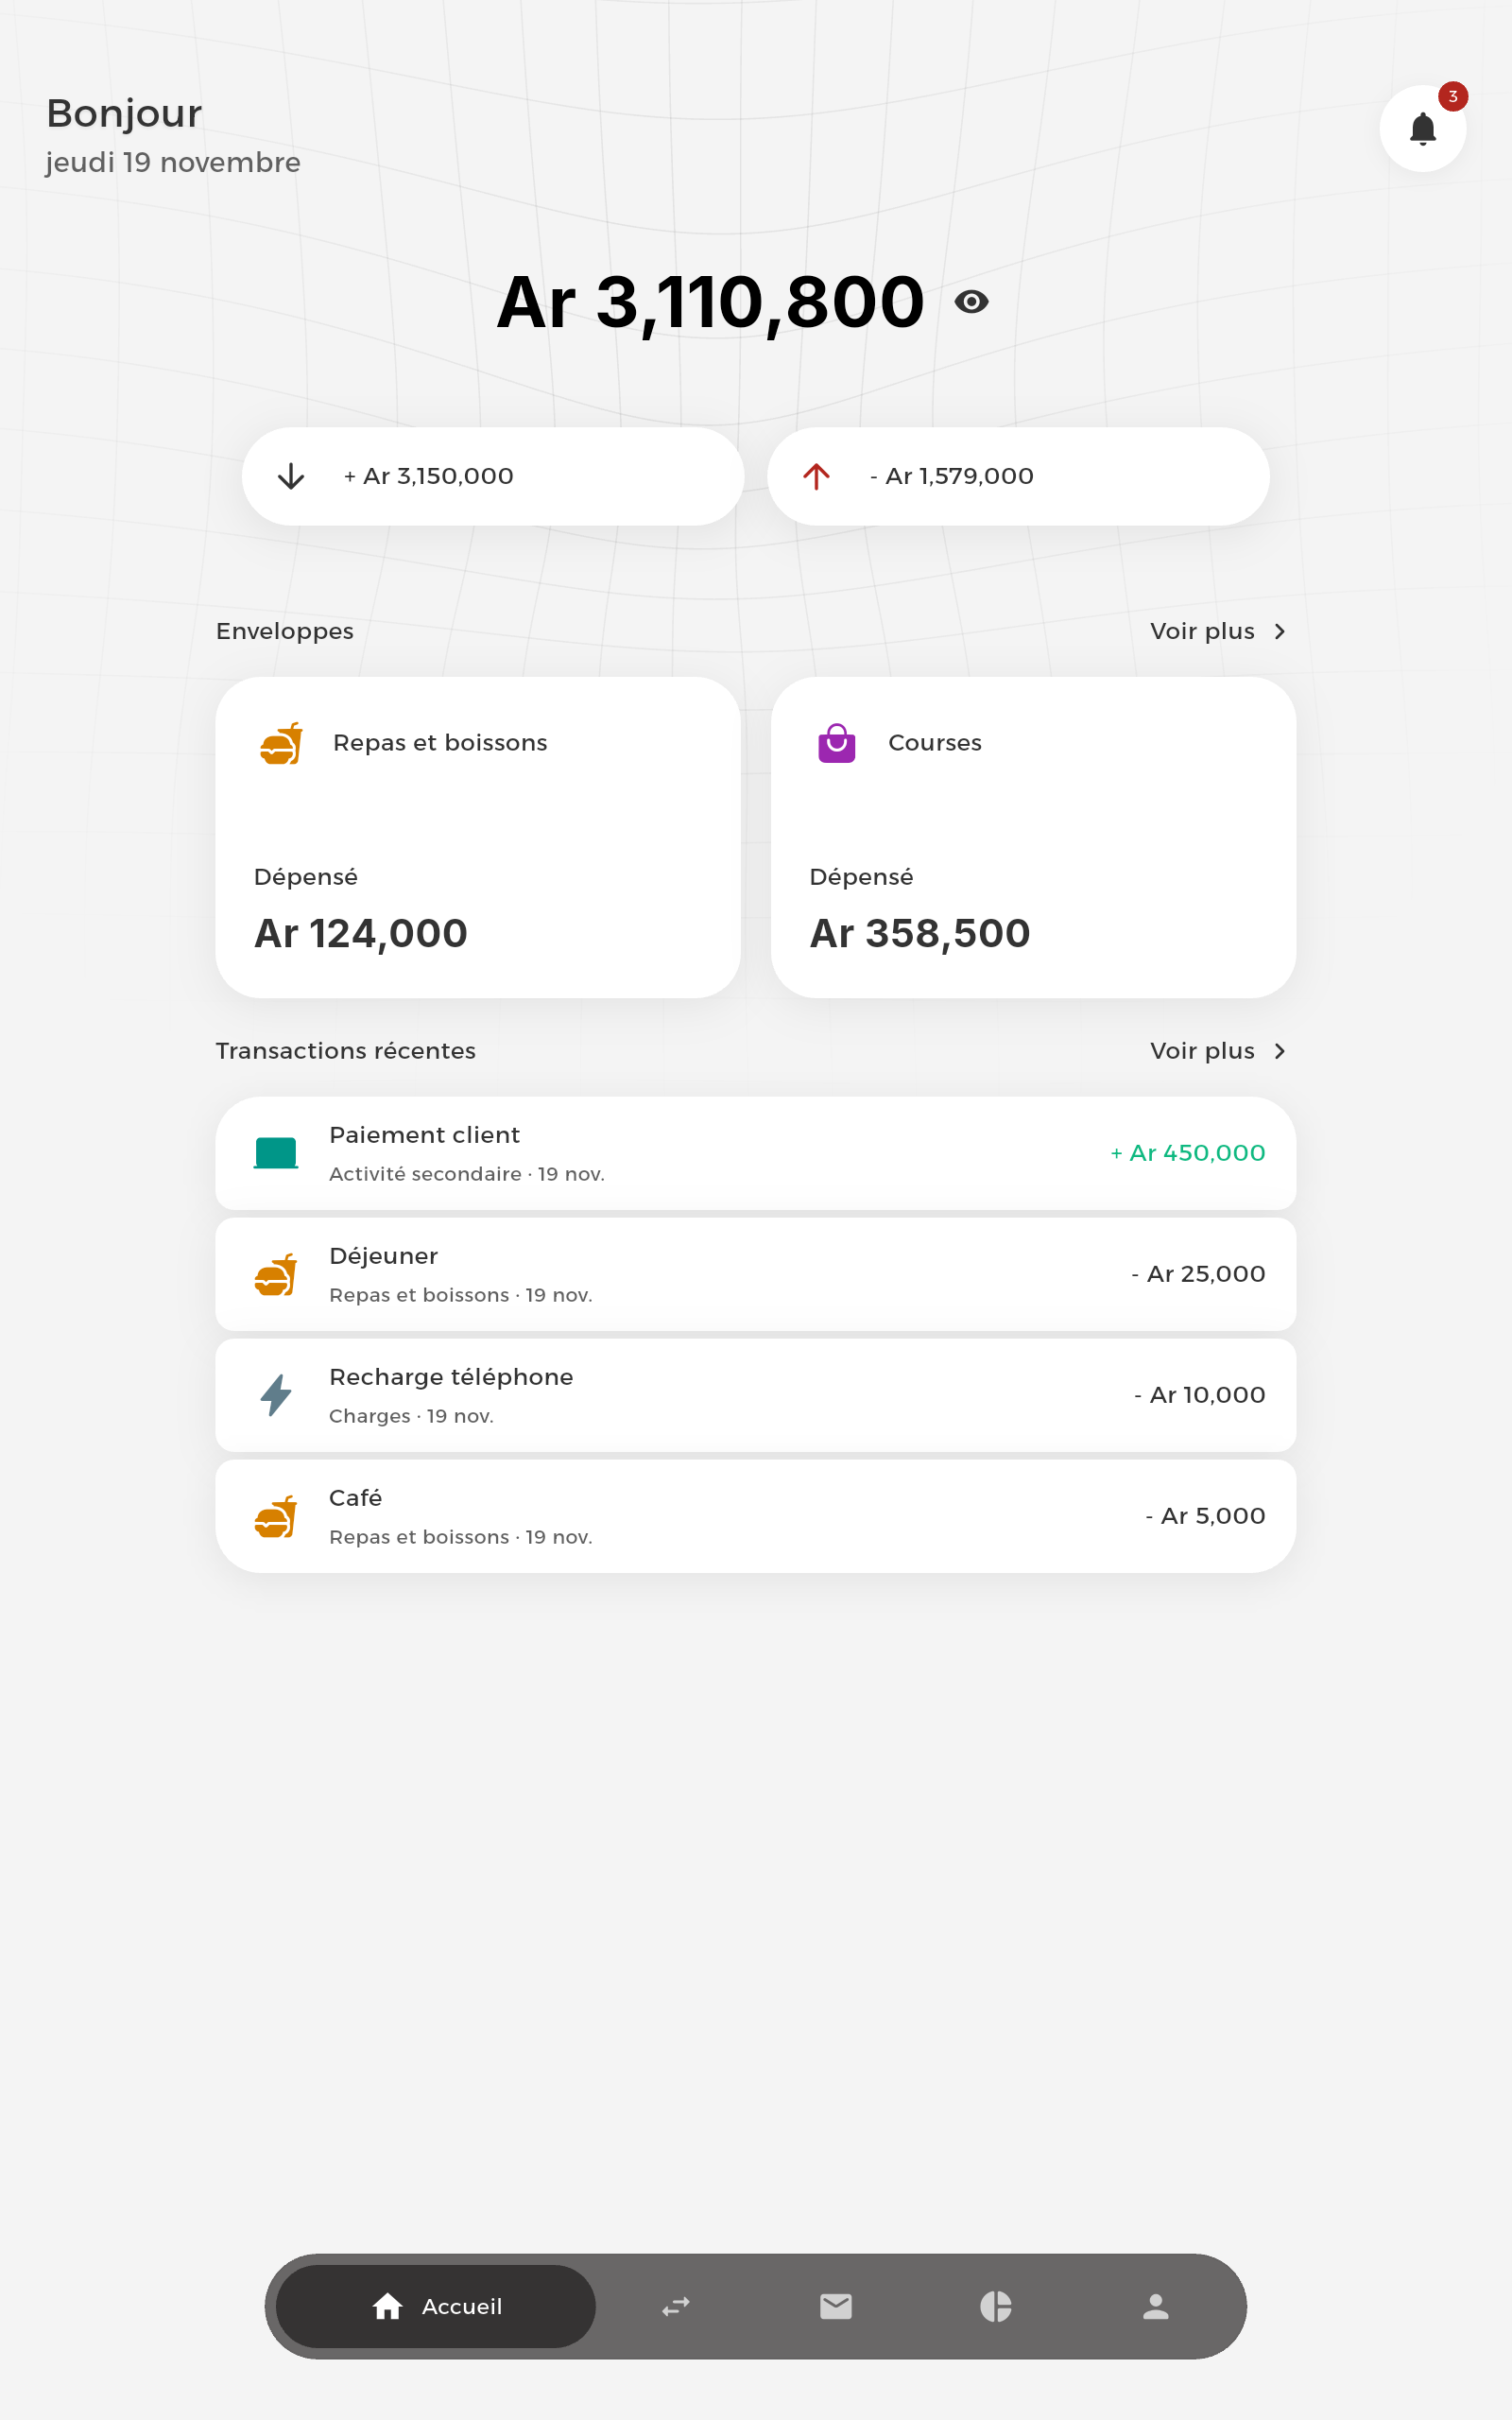 Bonjour
jeudi 19 novembre
3
Ar 3,110,800
+ Ar 3,150,000
- Ar 1,579,000
Enveloppes
Voir plus
Repas et boissons
Courses
Dépensé
Dépensé
Ar 124,000
Ar 358,500
Transactions récentes
Voir plus
Paiement client
Activité secondaire · 19 nov.
+ Ar 450,000
Déjeuner
Repas et boissons · 19 nov.
- Ar 25,000
Recharge téléphone
Charges · 19 nov.
- Ar 10,000
Café
Repas et boissons · 19 nov.
- Ar 5,000
Accueil